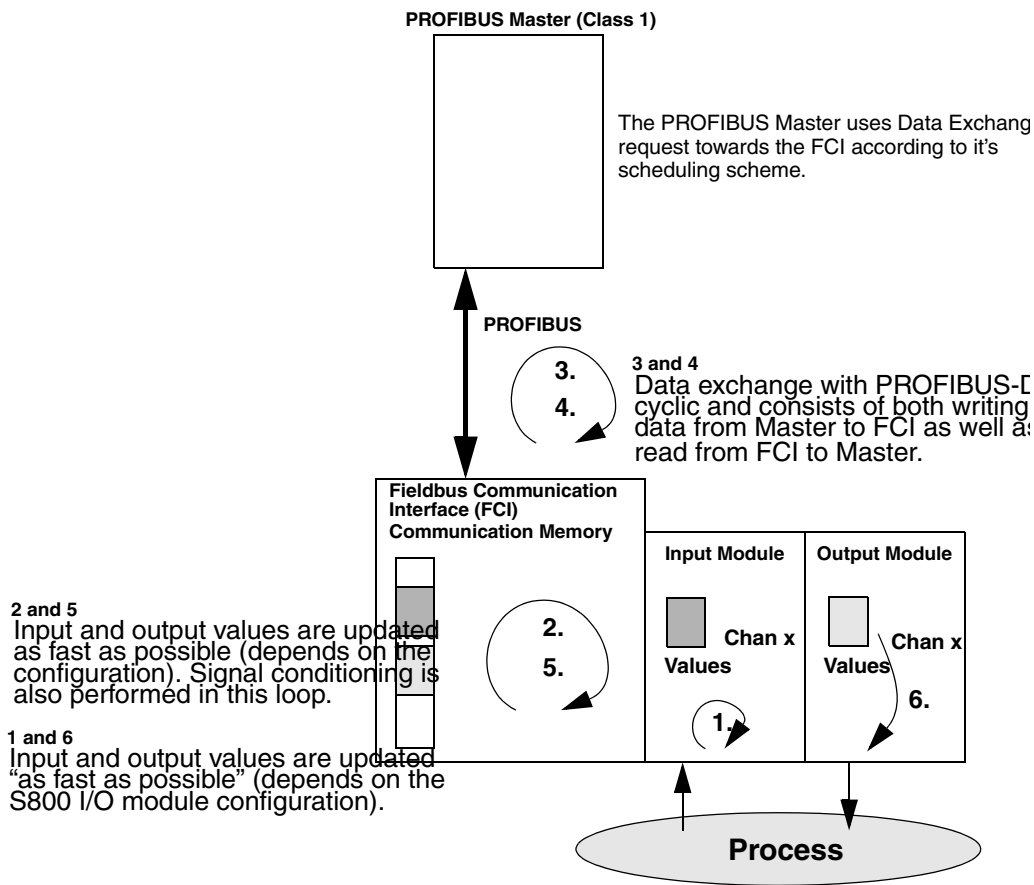 PROFIBUS Master (Class 1)
The PROFIBUS Master uses Data Exchang
request towards the FCI according to it's
scheduling scheme.
PROFIBUS
3.
4.
3 and 4
Data exchange with PROFIBUS-D
cyclic and consists of both writing
data from Master to FCI as well as
read from FCI to Master.
Fieldbus Communication
Interface (FCI)
Communication Memory
2.
5.
Input Module
Chan x
Values
1.
Output Module
Chan x
Values
6.
2 and 5
Input and output values are updated
as fast as possible (depends on the
configuration). Signal conditioning is
also performed in this loop.
1 and 6
Input and output values are updated
“as fast as possible” (depends on the
S800 I/O module configuration).
Process